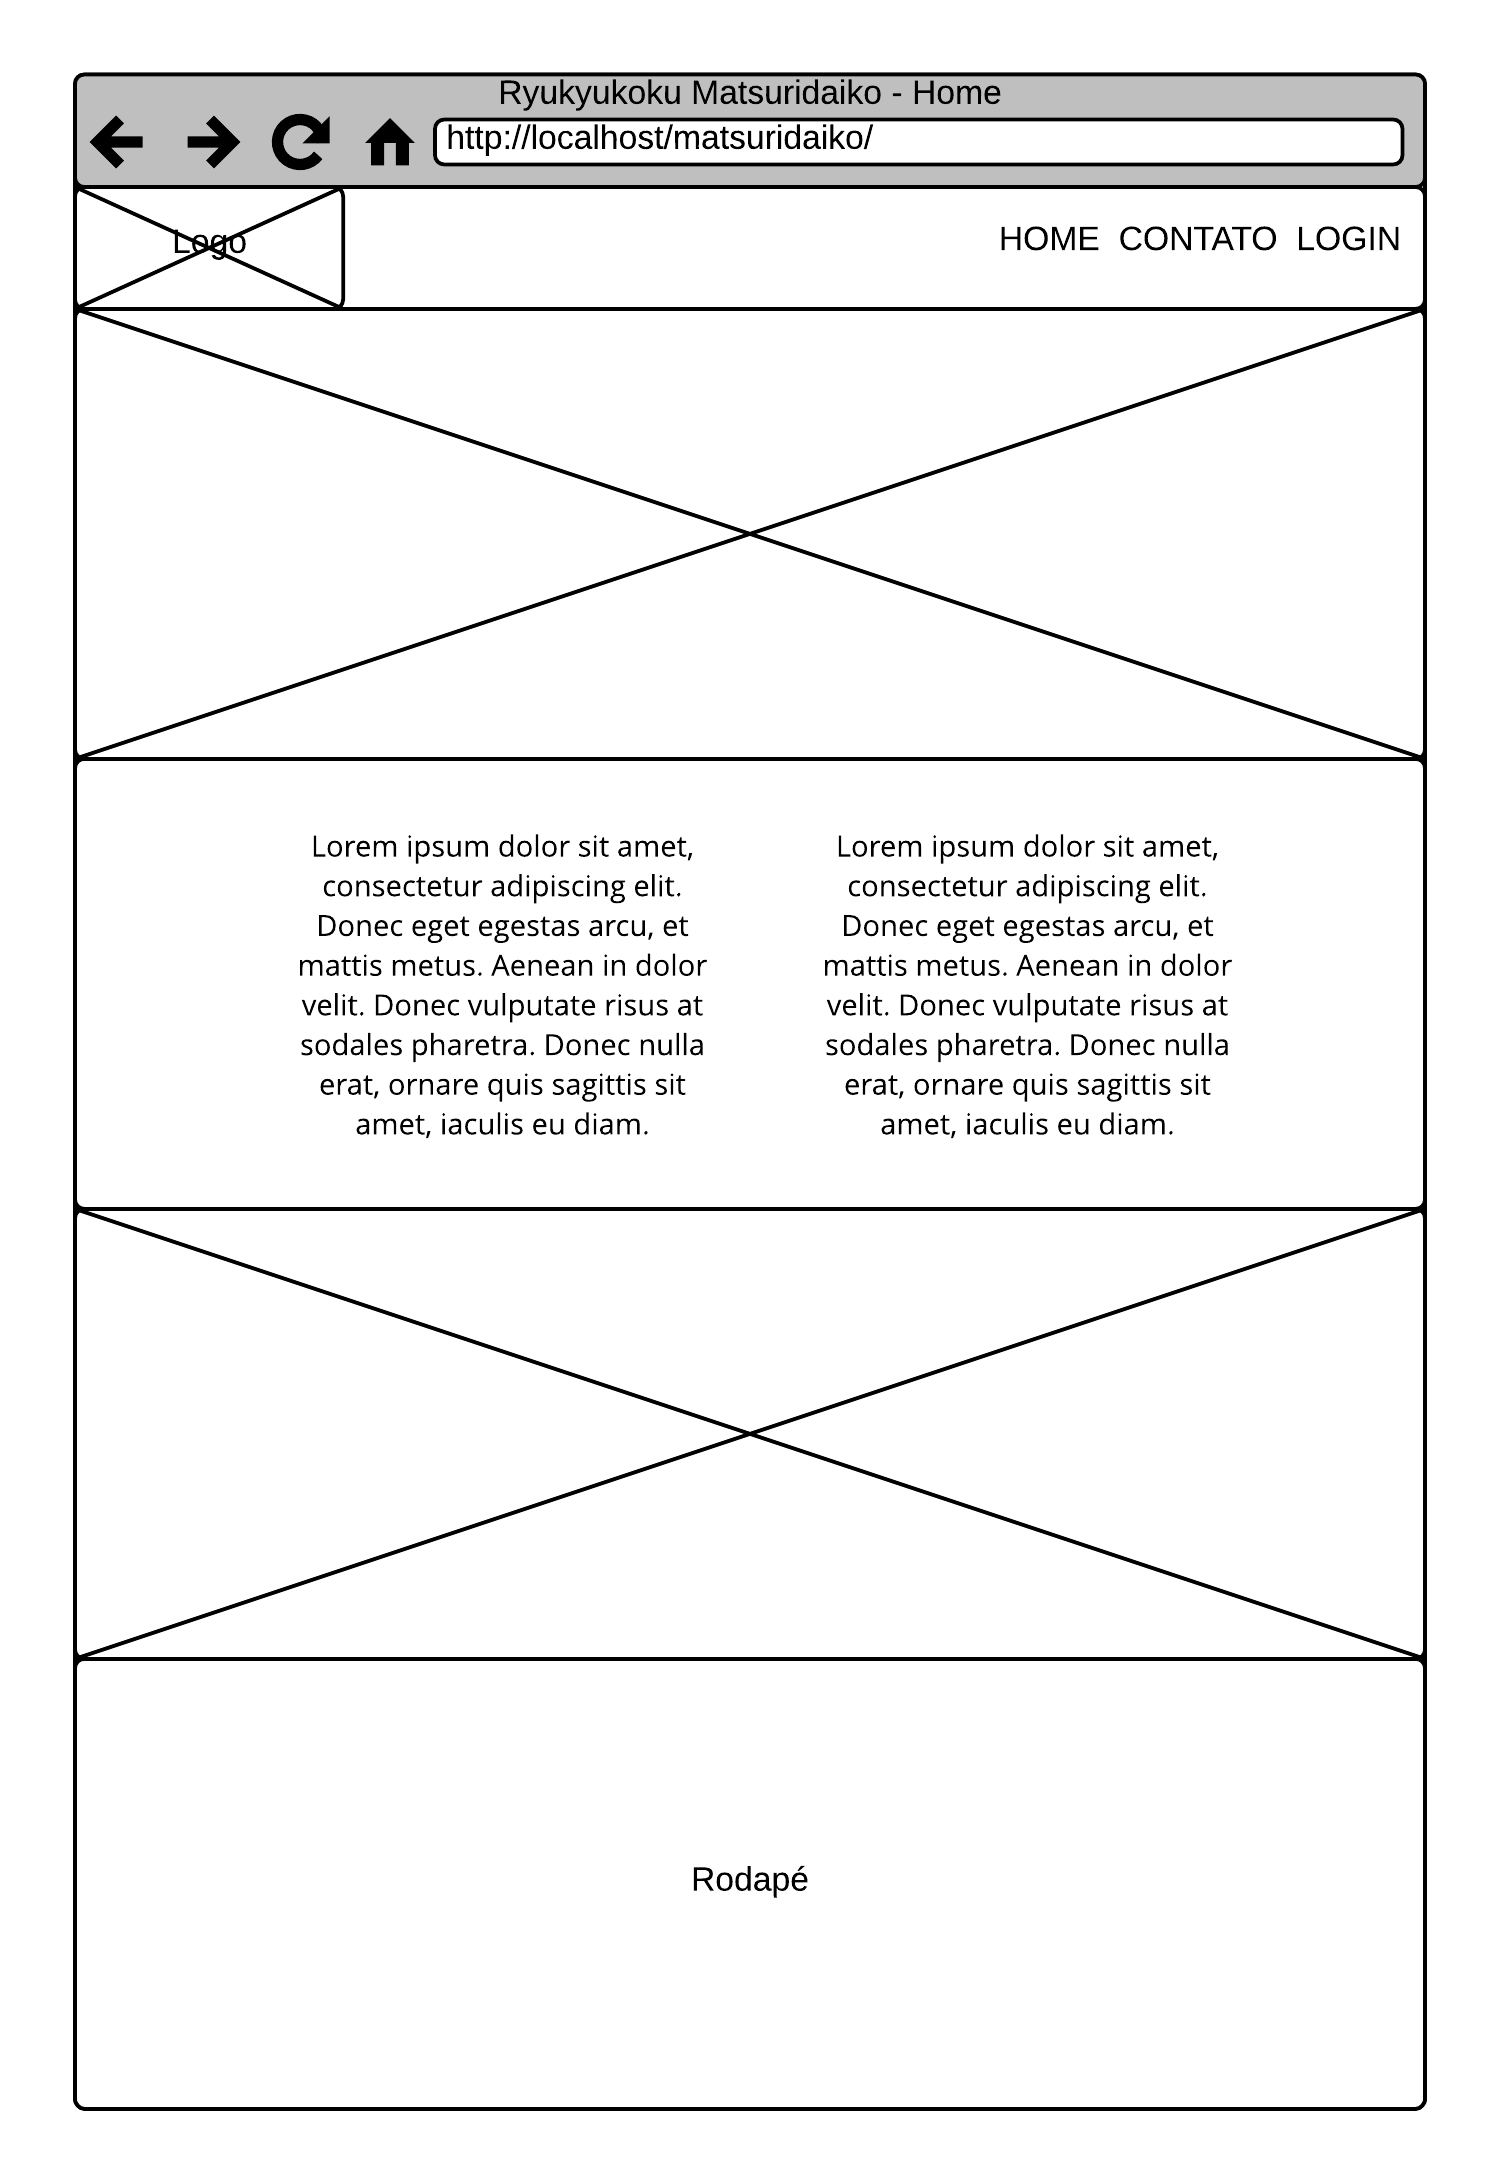 Ryukyukoku Matsuridaiko - Home
http://localhost/matsuridaiko/
Logo
HOME CONTATO LOGIN
Lorem ipsum dolor sit amet,
consectetur adipiscing elit.
Donec eget egestas arcu, et
mattis metus. Aenean in dolor
velit. Donec vulputate risus at
sodales pharetra. Donec nulla
erat, ornare quis sagittis sit
amet, iaculis eu diam.
Lorem ipsum dolor sit amet,
consectetur adipiscing elit.
Donec eget egestas arcu, et
mattis metus. Aenean in dolor
velit. Donec vulputate risus at
sodales pharetra. Donec nulla
erat, ornare quis sagittis sit
amet, iaculis eu diam.
Rodapé